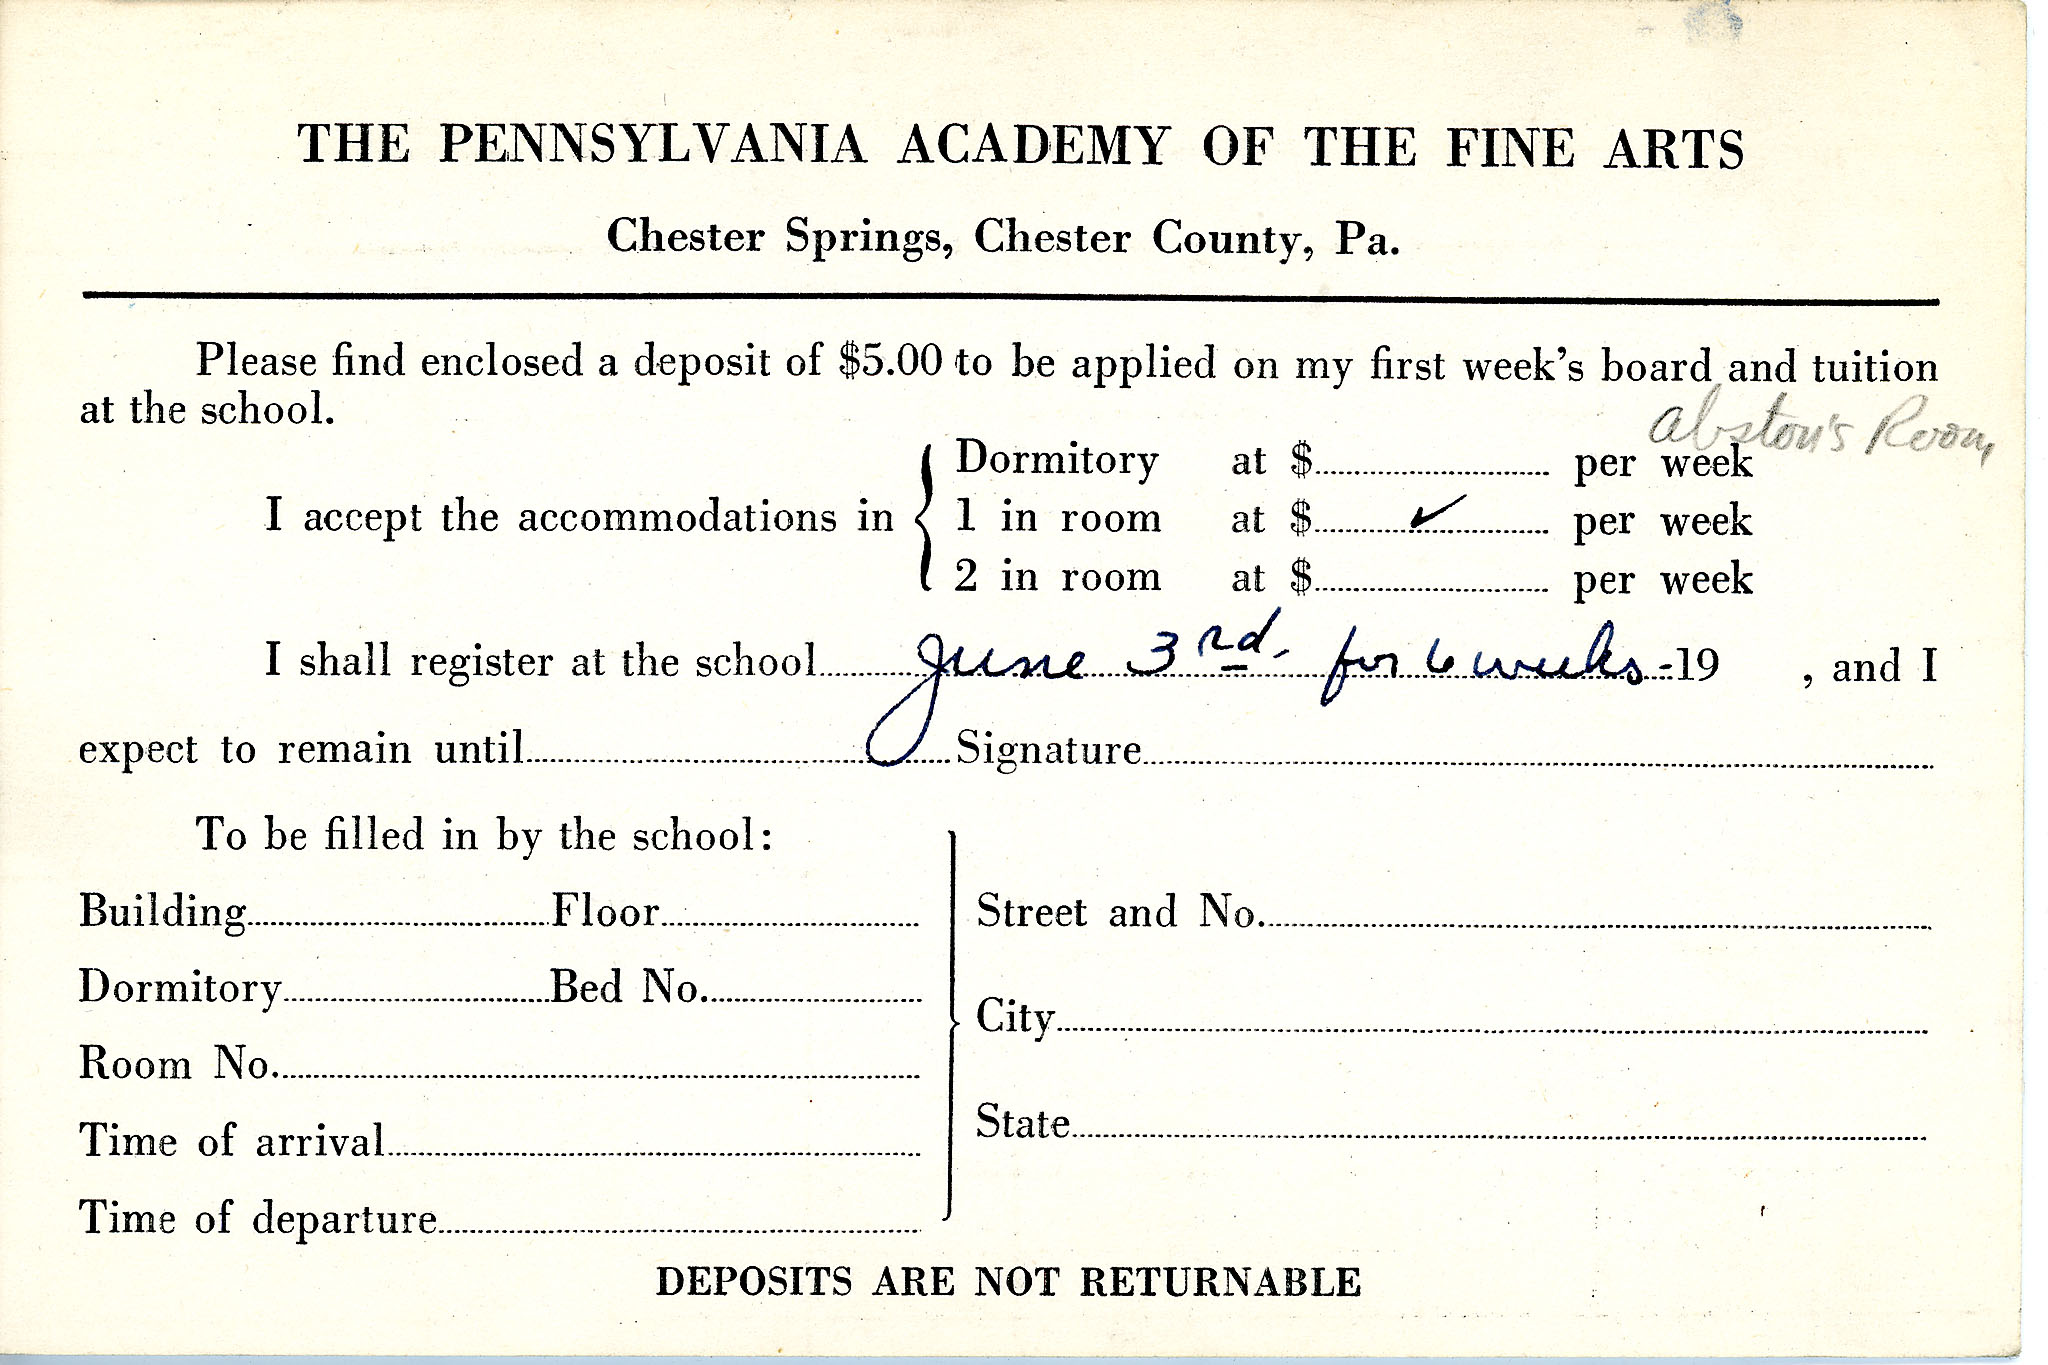 THE PENNSYLVANIA ACADEMY OF THE FINE ARTS
Chester Springs, Chester County, Pa.
Please find enclosed a deposit of $5.00 to be applied on my first week's board and tuition
at the school.
Abston's Room
Dormitory at $ per week
I accept the accommodations in { 1 in room at $ ✓ per week
2 in room at $ per week
I shall register at the school June 3rd. for 6 weeks - 19 , and I
expect to remain until Signature
To be filled in by the school:
Building Floor
Street and No.
Dormitory Bed No.
City
Room No.
State
Time of arrival
Time of departure
DEPOSITS ARE NOT RETURNABLE